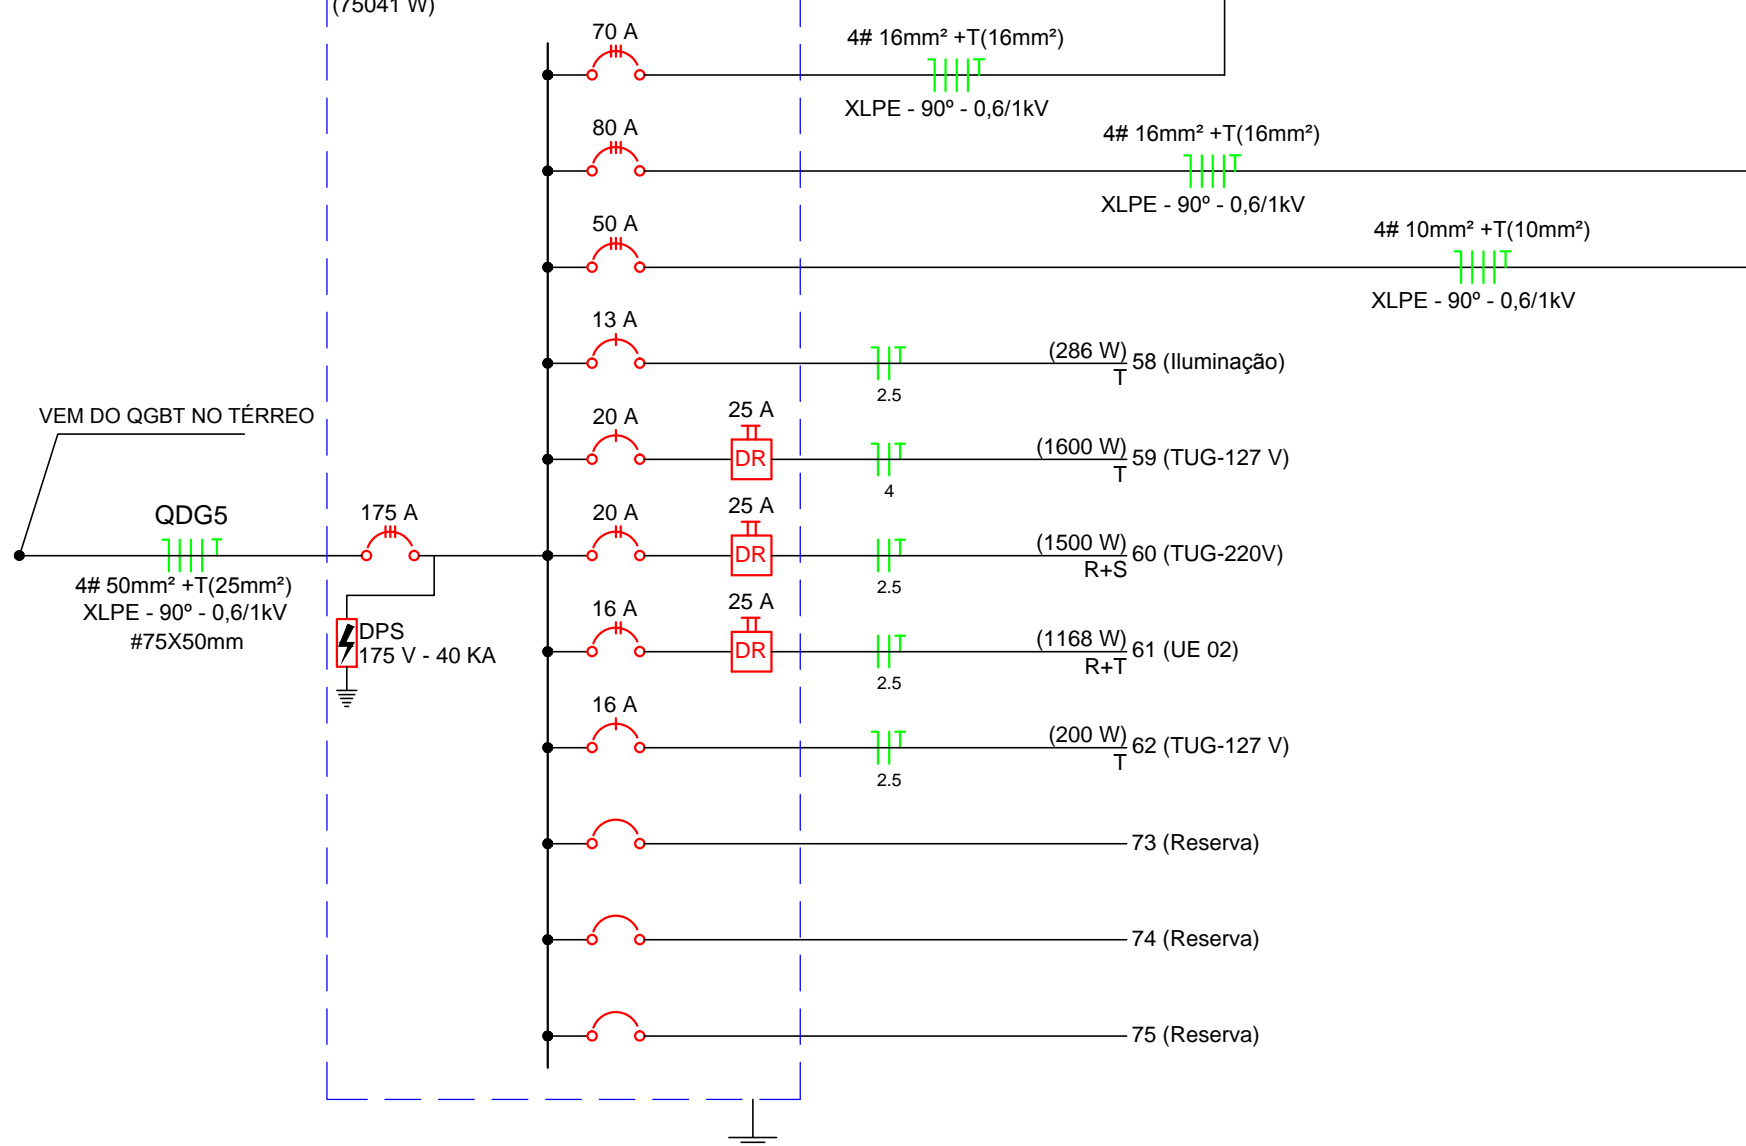 (75041 W)
70 A
4# 16mm² +T(16mm²)
T
XLPE - 90º - 0,6/1kV
80 A
4# 16mm² +T(16mm²)
T
XLPE - 90º - 0,6/1kV
50 A
4# 10mm² +T(10mm²)
T
XLPE - 90º - 0,6/1kV
13 A
T
2.5
(286 W)
T
58 (Iluminação)
VEM DO QGBT NO TÉRREO
20 A
25 A
DR
T
4
(1600 W)
T
59 (TUG-127 V)
QDG5
T
4# 50mm² +T(25mm²)
XLPE - 90º - 0,6/1kV
#75X50mm
175 A
DPS
175 V - 40 KA
20 A
25 A
DR
T
2.5
(1500 W)
R+S
60 (TUG-220V)
16 A
25 A
DR
T
2.5
(1168 W)
R+T
61 (UE 02)
16 A
T
2.5
(200 W)
T
62 (TUG-127 V)
73 (Reserva)
74 (Reserva)
75 (Reserva)